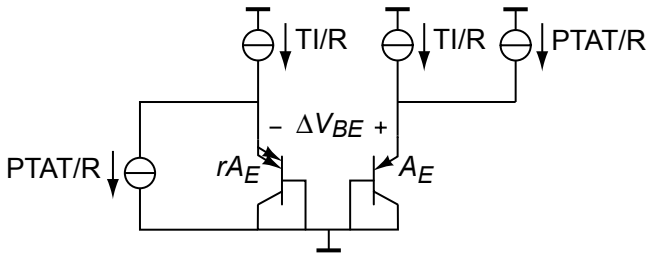 TI/R
TI/R
PTAT/R
− ΔV_BE +
PTAT/R
rA_E
A_E